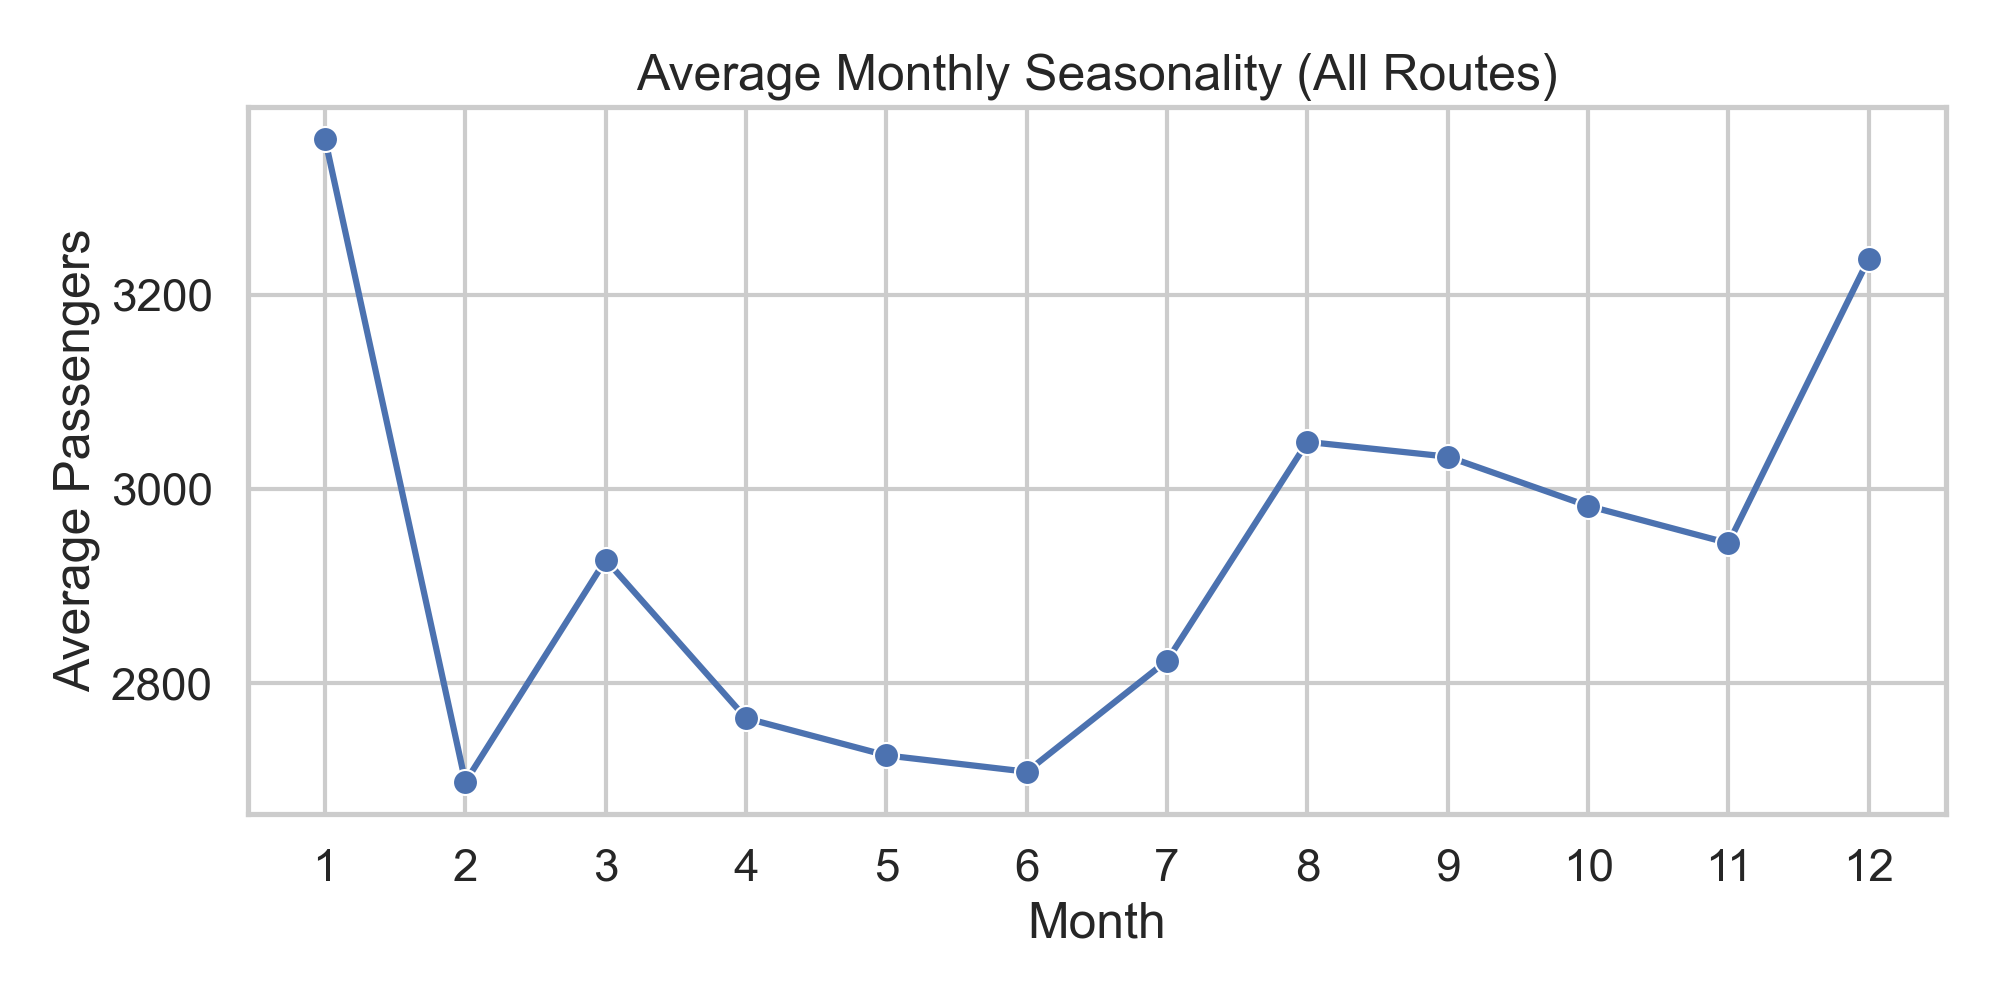 Average Monthly Seasonality (All Routes)
Average Passengers
3200
3000
2800
1 2 3 4 5 6 7 8 9 10 11 12
Month